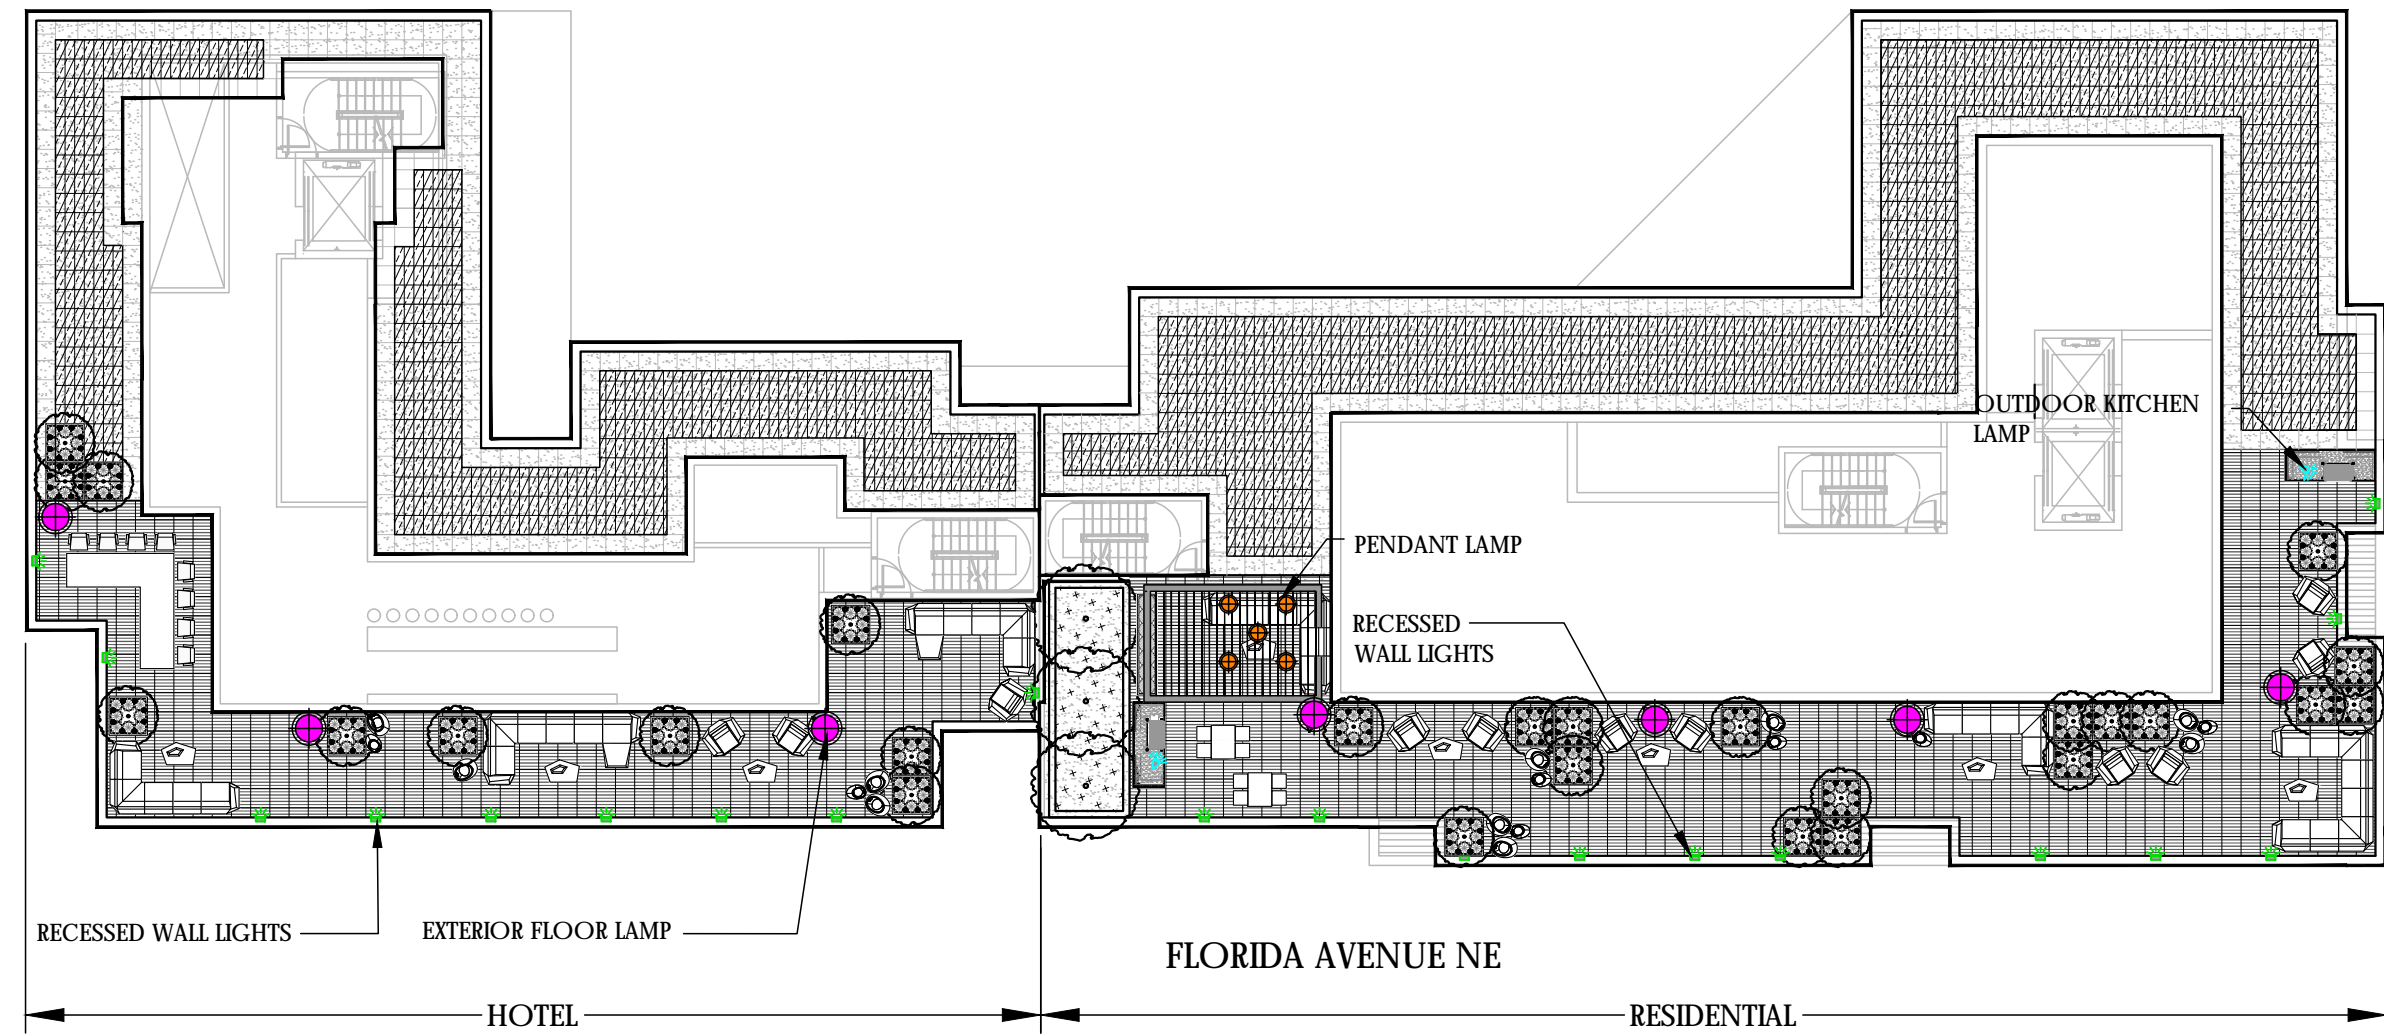 OUTDOOR KITCHEN
LAMP
PENDANT LAMP
RECESSED
WALL LIGHTS
RECESSED WALL LIGHTS
EXTERIOR FLOOR LAMP
FLORIDA AVENUE NE
HOTEL
RESIDENTIAL